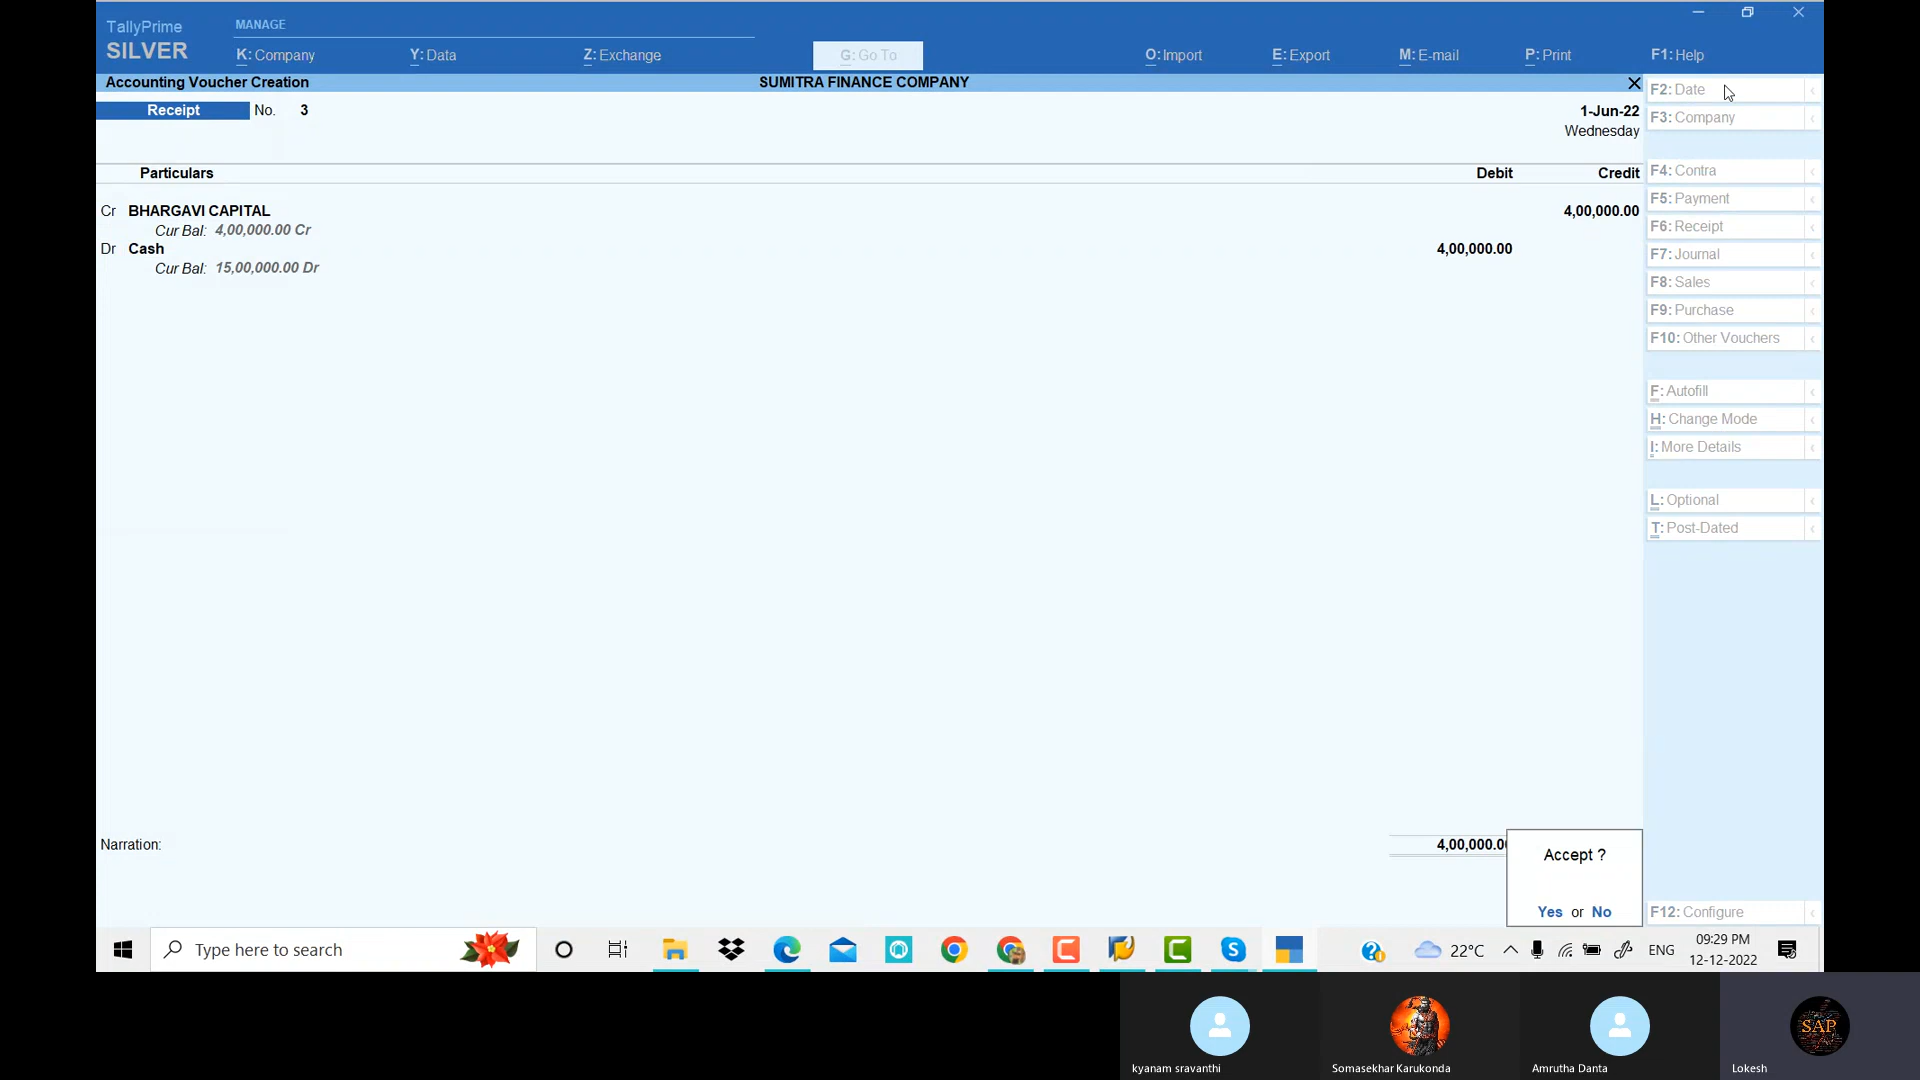 TallyPrime
SILVER
MANAGE
K: Company
Y: Data
Z: Exchange
G: Go To
O: Import
E: Export
M: E-mail
P: Print
F1: Help
Accounting Voucher Creation
SUMITRA FINANCE COMPANY
Receipt No. 3
1-Jun-22
Wednesday
Particulars Debit Credit
Cr BHARGAVI CAPITAL 4,00,000.00
Cur Bal: 4,00,000.00 Cr
Dr Cash 4,00,000.00
Cur Bal: 15,00,000.00 Dr
F2: Date
F3: Company
F4: Contra
F5: Payment
F6: Receipt
F7: Journal
F8: Sales
F9: Purchase
F10: Other Vouchers
F: Autofill
H: Change Mode
I: More Details
L: Optional
T: Post-Dated
F12: Configure
Narration: 4,00,000.0
Accept ?
Yes or No
Type here to search
22°C
ENG
09:29 PM
12-12-2022
SAP
kyanam sravanthi
Somasekhar Karukonda
Amrutha Danta
Lokesh